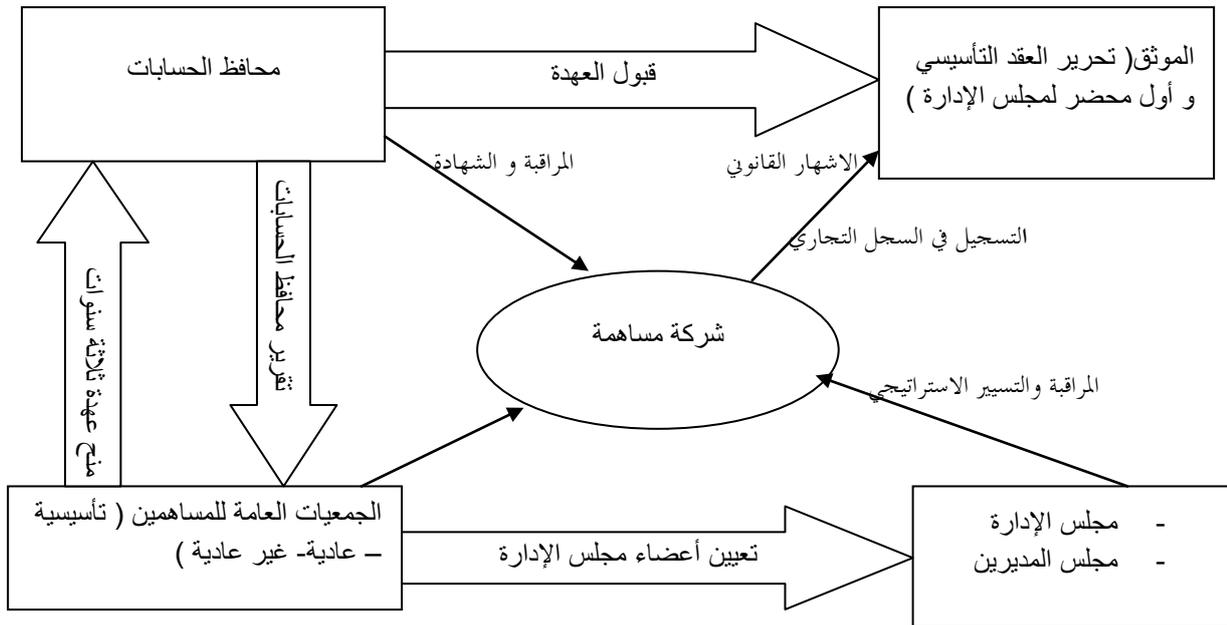 الموثق( تحرير العقد التأسيسي
و أول محضر لمجلس الإدارة )
قبول العهدة
محافظ الحسابات
الاشهار القانوني
المراقبة و الشهادة
التسجيل في السجل التجاري
تقرير محافظ الحسابات
منح عهدة ثلاثة سنوات
شركة مساهمة
المراقبة والتسيير الاستراتيجي
- مجلس الإدارة
- مجلس المديرين
تعيين أعضاء مجلس الإدارة
الجمعيات العامة للمساهمين ( تأسيسية
– عادية- غير عادية )